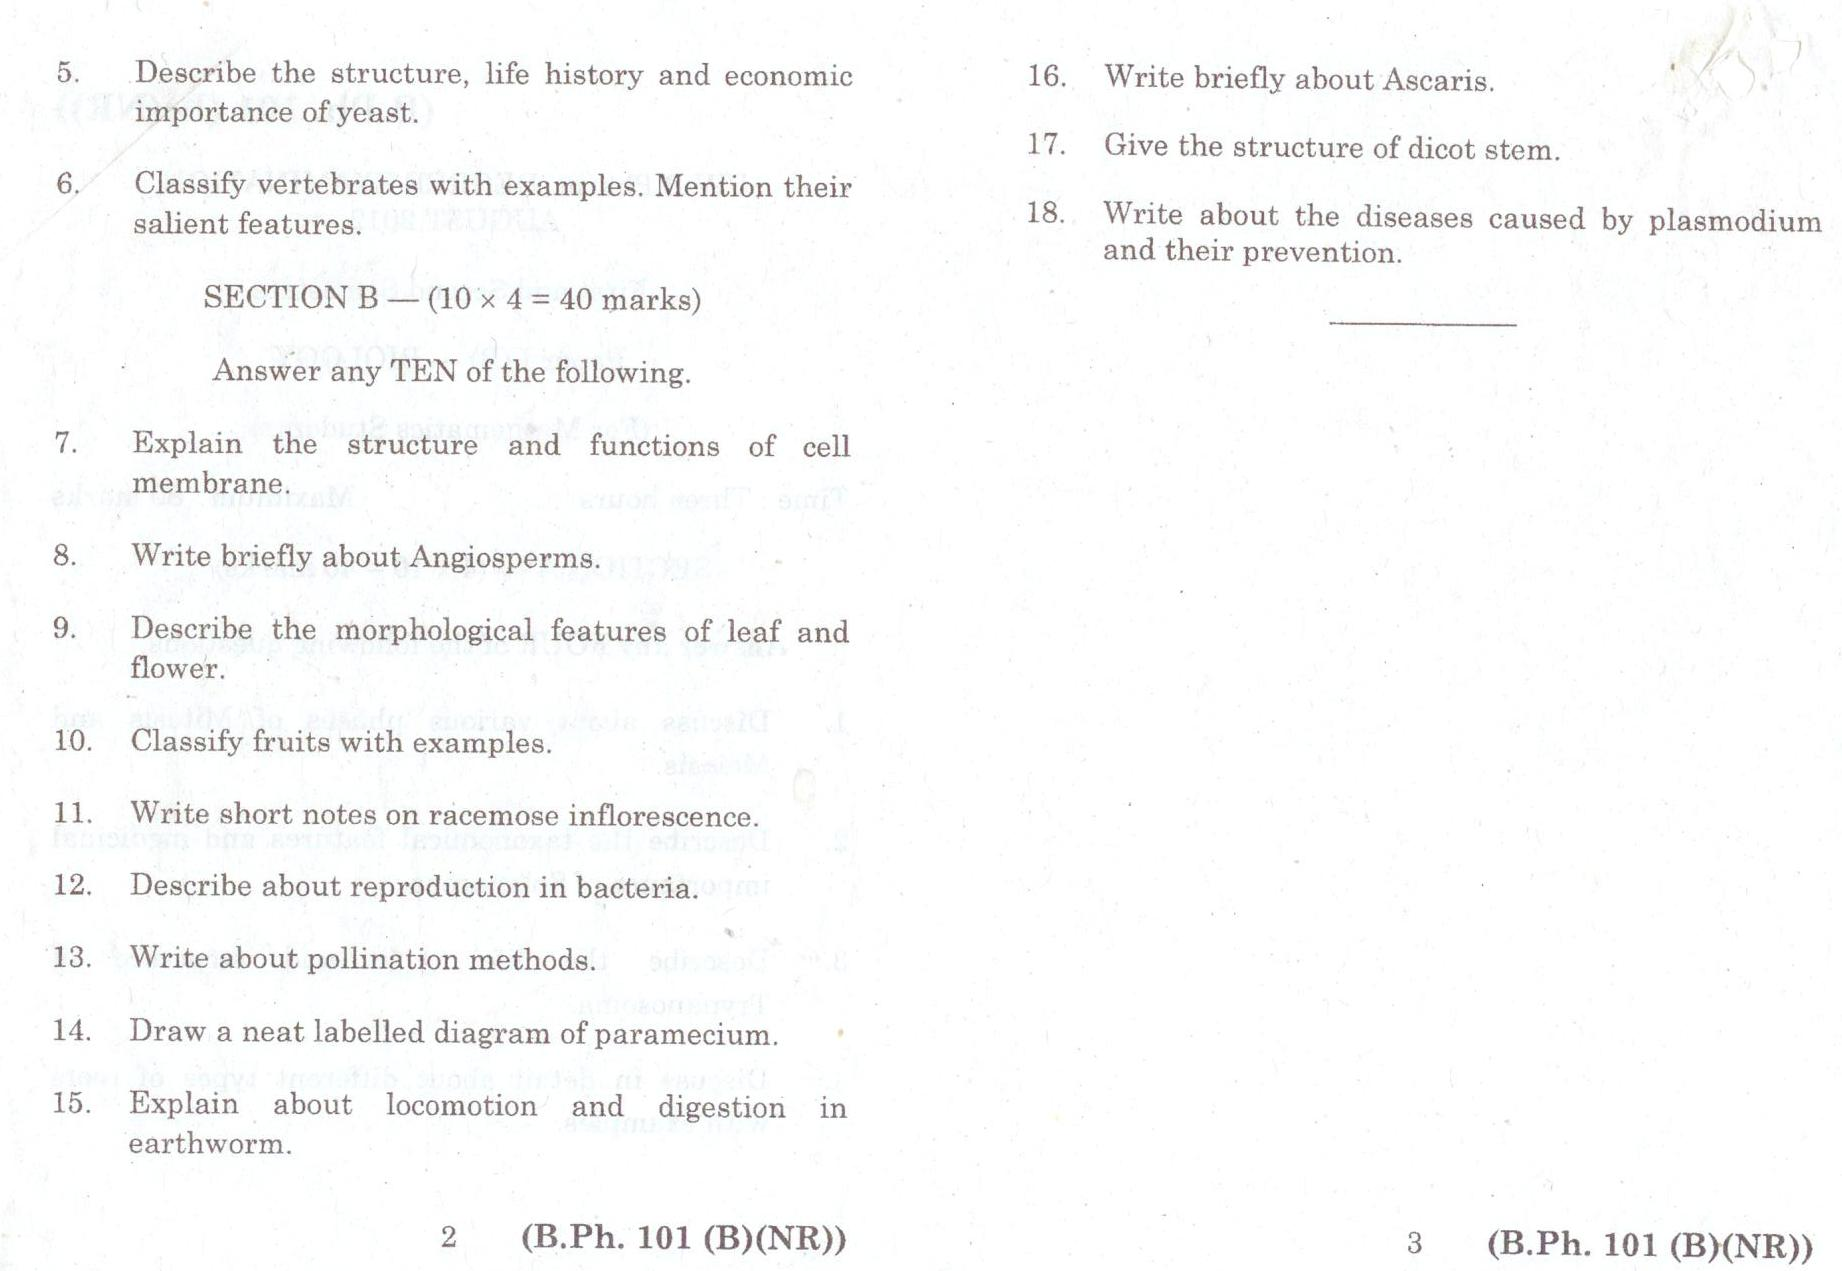 5. Describe the structure, life history and economic
importance of yeast.
6. Classify vertebrates with examples. Mention their
salient features.
SECTION B — (10 × 4 = 40 marks)
Answer any TEN of the following.
7. Explain the structure and functions of cell
membrane.
8. Write briefly about Angiosperms.
9. Describe the morphological features of leaf and
flower.
10. Classify fruits with examples.
11. Write short notes on racemose inflorescence.
12. Describe about reproduction in bacteria.
13. Write about pollination methods.
14. Draw a neat labelled diagram of paramecium.
15. Explain about locomotion and digestion in
earthworm.
2 (B.Ph. 101 (B)(NR))
16. Write briefly about Ascaris.
17. Give the structure of dicot stem.
18. Write about the diseases caused by plasmodium
and their prevention.
3 (B.Ph. 101 (B)(NR))